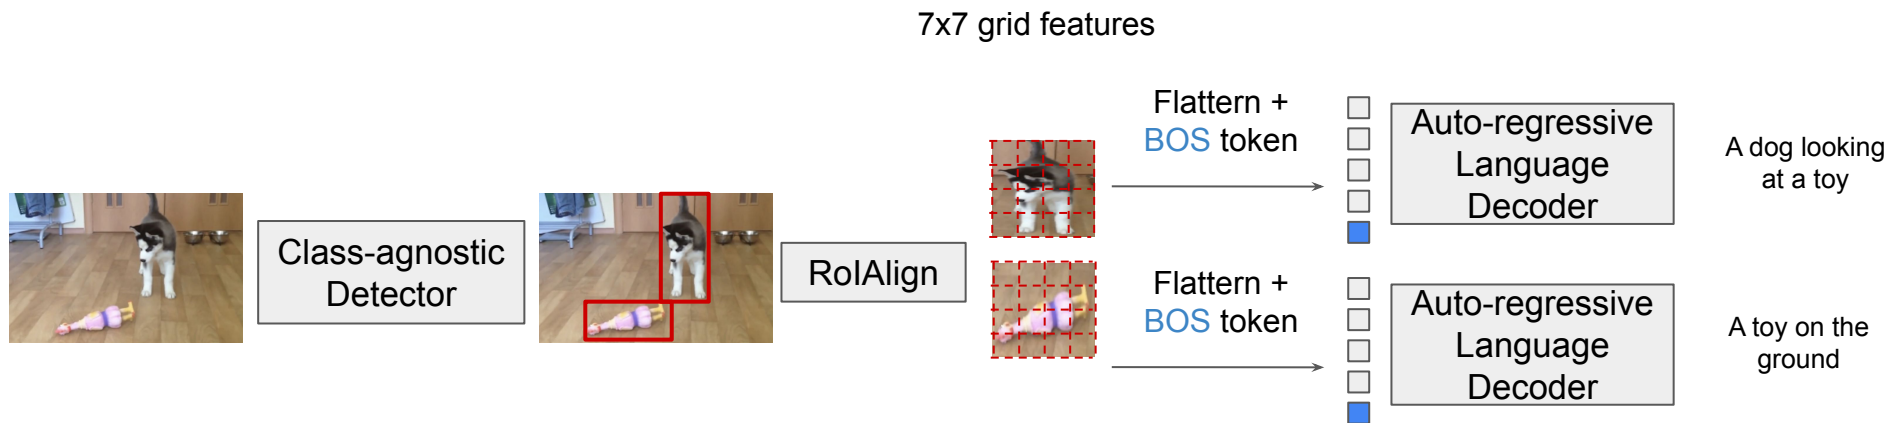 7x7 grid features
Class-agnostic
Detector
RoIAlign
Flattern +
BOS token
Auto-regressive
Language
Decoder
A dog looking
at a toy
Flattern +
BOS token
Auto-regressive
Language
Decoder
A toy on the
ground